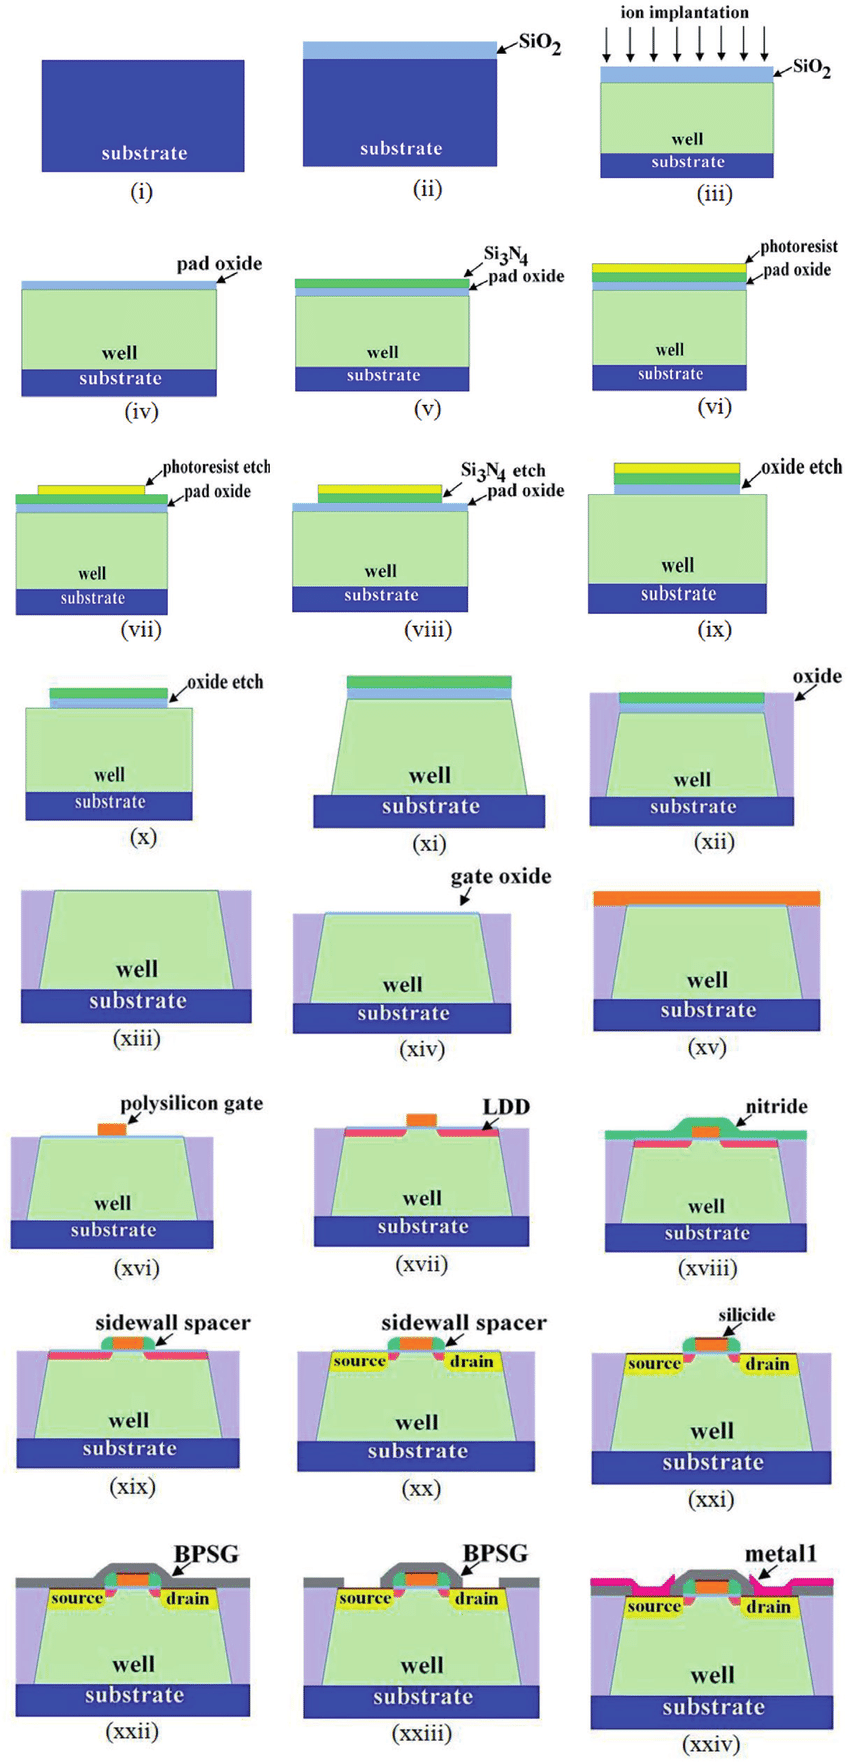 ion implantation
SiO2
SiO2
substrate
substrate
well
substrate
(i)
(ii)
(iii)
pad oxide
Si3N4
pad oxide
photoresist
pad oxide
well
substrate
well
substrate
well
substrate
(iv)
(v)
(vi)
photoresist etch
pad oxide
Si3N4 etch
pad oxide
oxide etch
well
substrate
well
substrate
well
substrate
(vii)
(viii)
(ix)
oxide etch
oxide
well
substrate
well
substrate
well
substrate
(x)
(xi)
(xii)
gate oxide
well
substrate
well
substrate
well
substrate
(xiii)
(xiv)
(xv)
polysilicon gate
LDD
nitride
well
substrate
well
substrate
well
substrate
(xvi)
(xvii)
(xviii)
sidewall spacer
sidewall spacer
silicide
source
drain
source
drain
well
substrate
well
substrate
well
substrate
(xix)
(xx)
(xxi)
BPSG
BPSG
metal1
source
drain
source
drain
source
drain
well
substrate
well
substrate
well
substrate
(xxii)
(xxiii)
(xxiv)